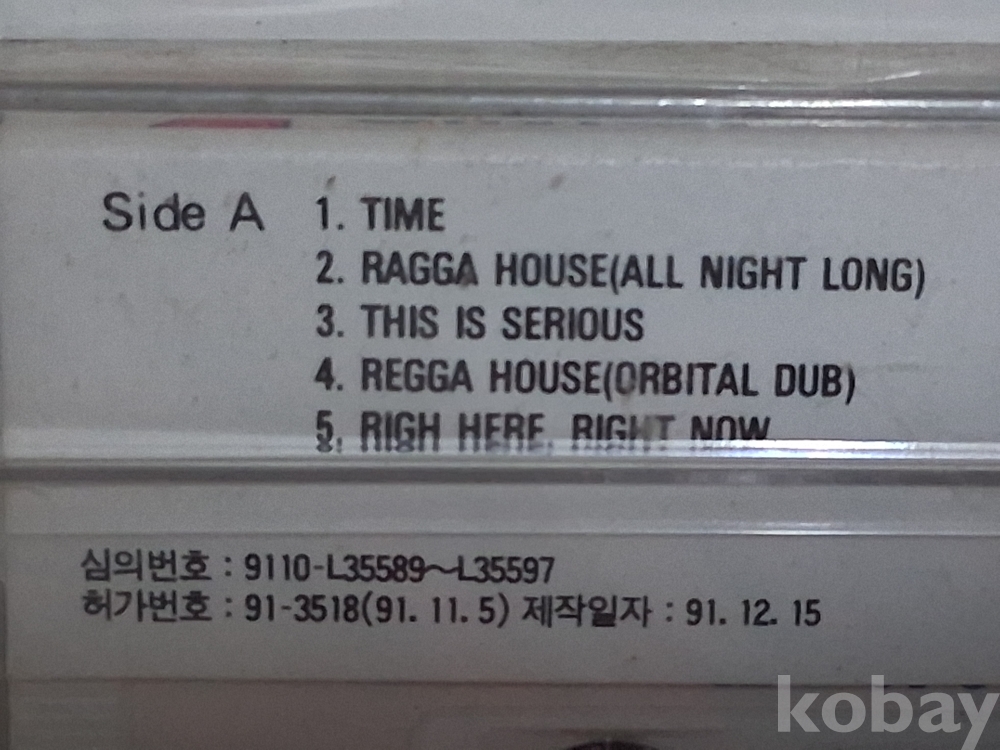 Side A 1. TIME
2. RAGGA HOUSE(ALL NIGHT LONG)
3. THIS IS SERIOUS
4. REGGA HOUSE(ORBITAL DUB)
5. RIGH HERE, RIGHT NOW
심의번호 : 9110-L35589~L35597
허가번호 : 91-3518(91. 11. 5) 제작일자 : 91. 12. 15
kobay